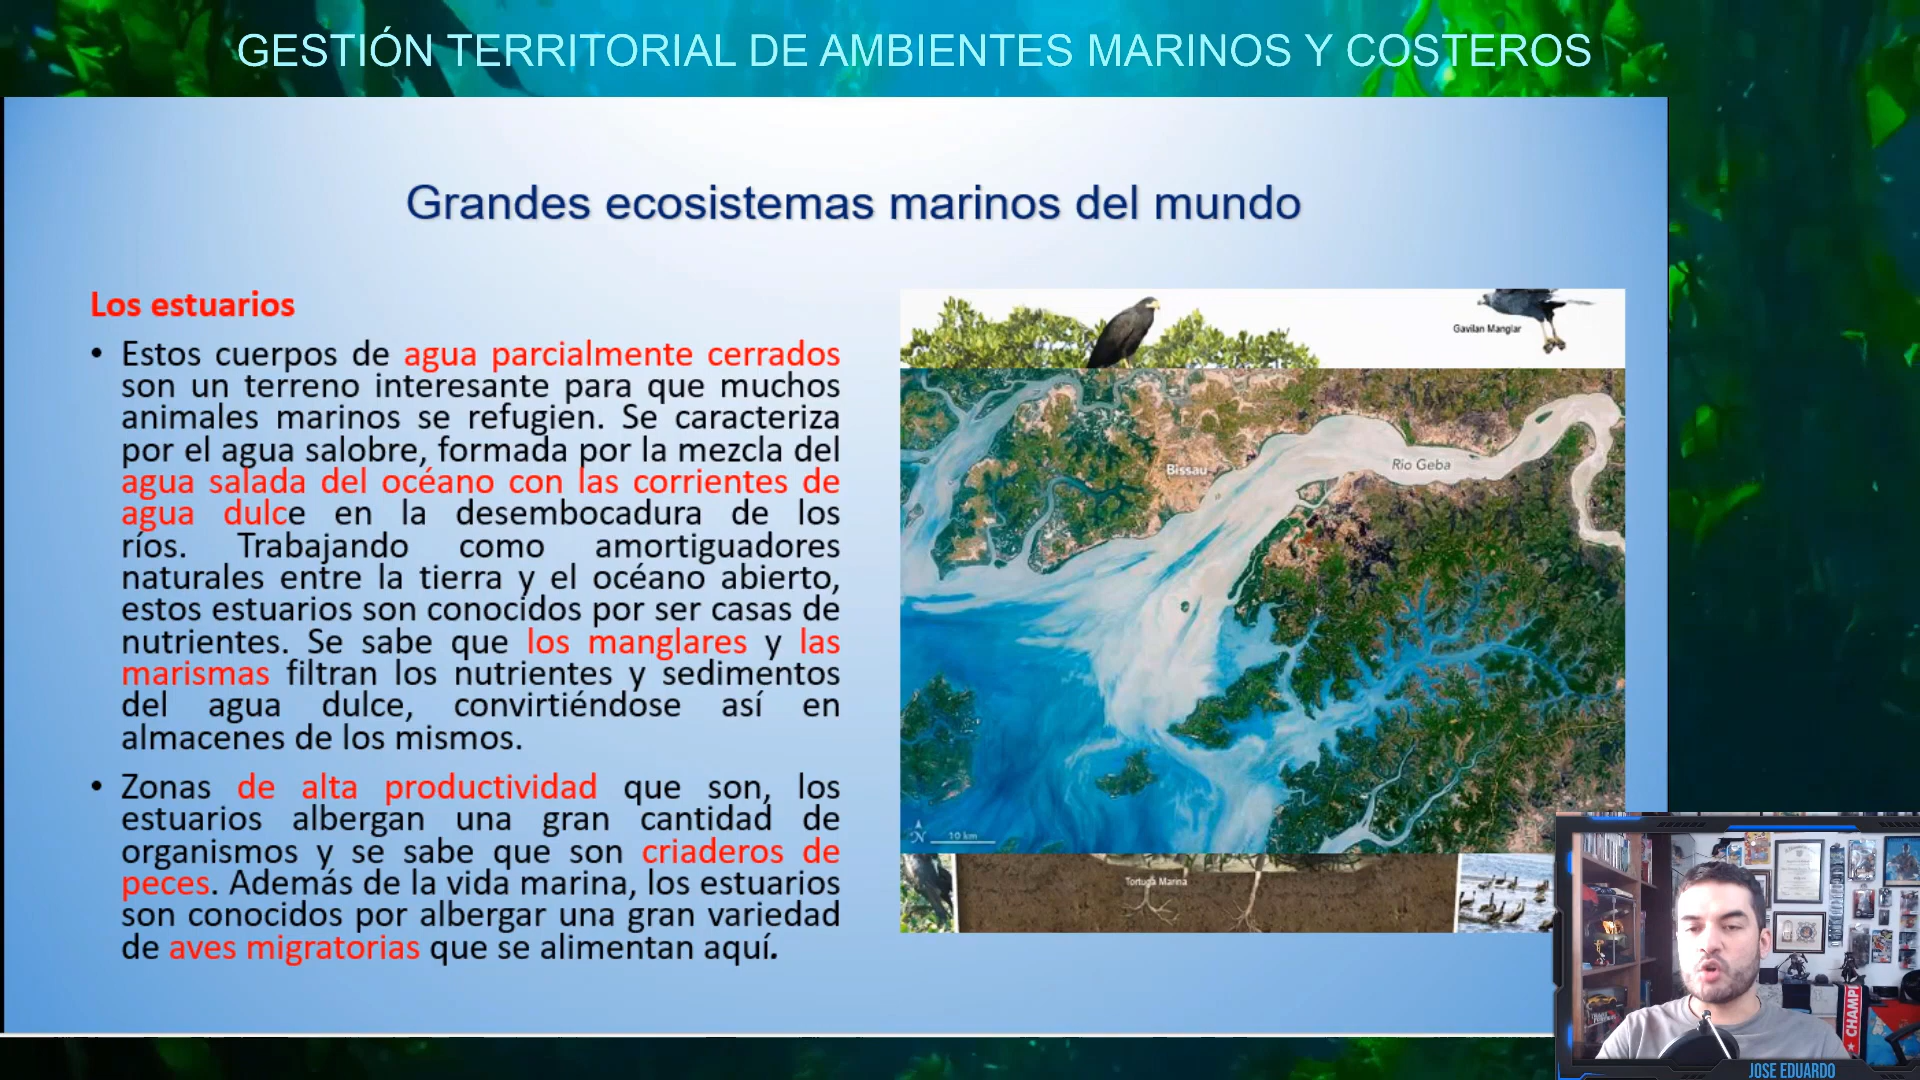 GESTIÓN TERRITORIAL DE AMBIENTES MARINOS Y COSTEROS
Grandes ecosistemas marinos del mundo
Los estuarios
• Estos cuerpos de agua parcialmente cerrados
son un terreno interesante para que muchos
animales marinos se refugien. Se caracteriza
por el agua salobre, formada por la mezcla del
agua salada del océano con las corrientes de
agua dulce en la desembocadura de los
ríos. Trabajando como amortiguadores
naturales entre la tierra y el océano abierto,
estos estuarios son conocidos por ser casas de
nutrientes. Se sabe que los manglares y las
marismas filtran los nutrientes y sedimentos
del agua dulce, convirtiéndose así en
almacenes de los mismos.
• Zonas de alta productividad que son, los
estuarios albergan una gran cantidad de
organismos y se sabe que son criaderos de
peces. Además de la vida marina, los estuarios
son conocidos por albergar una gran variedad
de aves migratorias que se alimentan aquí.
Gavilan Manglar
Bissau
Rio Geba
N
10 km
Tortuga Marina
CHAMPI
JOSE EDUARDO